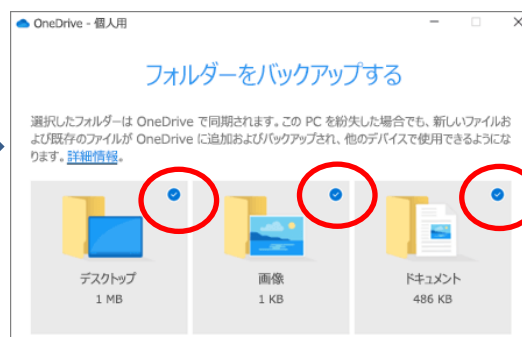 OneDrive - 個人用
フォルダーをバックアップする
選択したフォルダーは OneDrive で同期されます。この PC を紛失した場合でも、新しいファイルお
よび既存のファイルが OneDrive に追加およびバックアップされ、他のデバイスで使用できるようにな
ります。詳細情報。
デスクトップ
1 MB
画像
1 KB
ドキュメント
486 KB